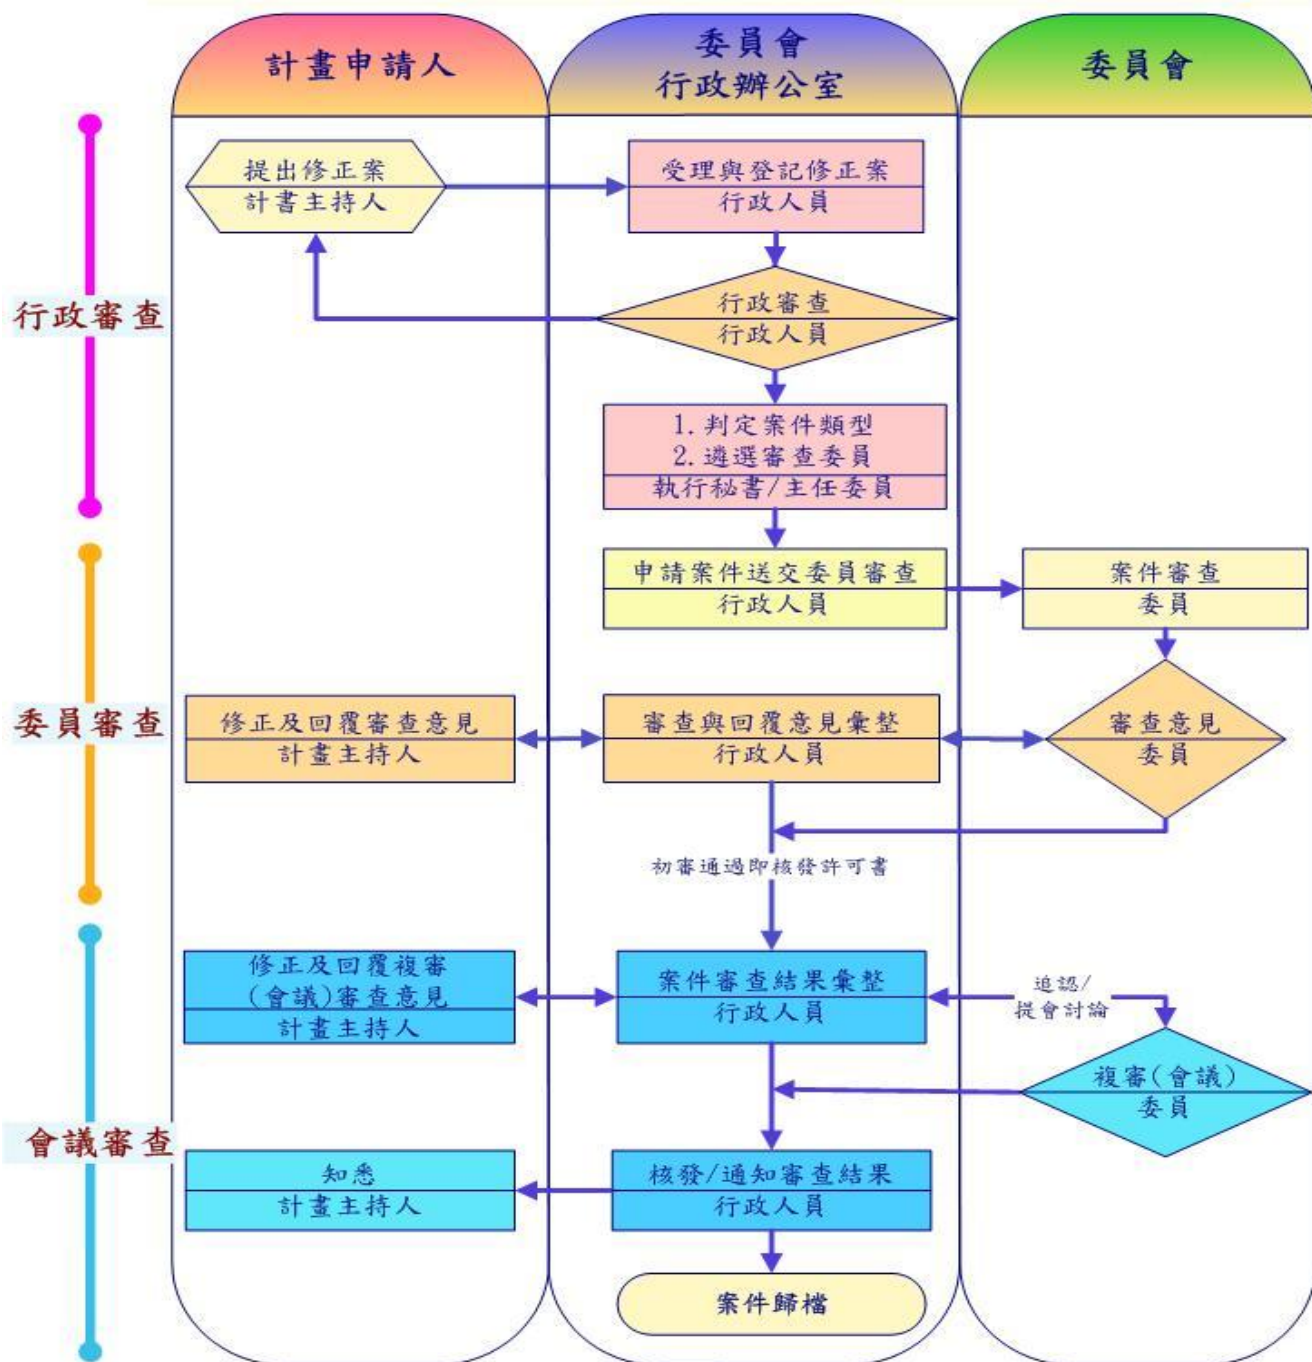 計畫申請人
委員會
行政辦公室
委員會
行政審查
提出修正案
計書主持人
受理與登記修正案
行政人員
行政審查
行政人員
1. 判定案件類型
2. 遴選審查委員
執行秘書/主任委員
委員審查
申請案件送交委員審查
行政人員
案件審查
委員
修正及回覆審查意見
計畫主持人
審查與回覆意見彙整
行政人員
審查意見
委員
初審通過即核發許可書
會議審查
修正及回覆複審
(會議)審查意見
計畫主持人
案件審查結果彙整
行政人員
追認/
提會討論
複審(會議)
委員
知悉
計畫主持人
核發/通知審查結果
行政人員
案件歸檔